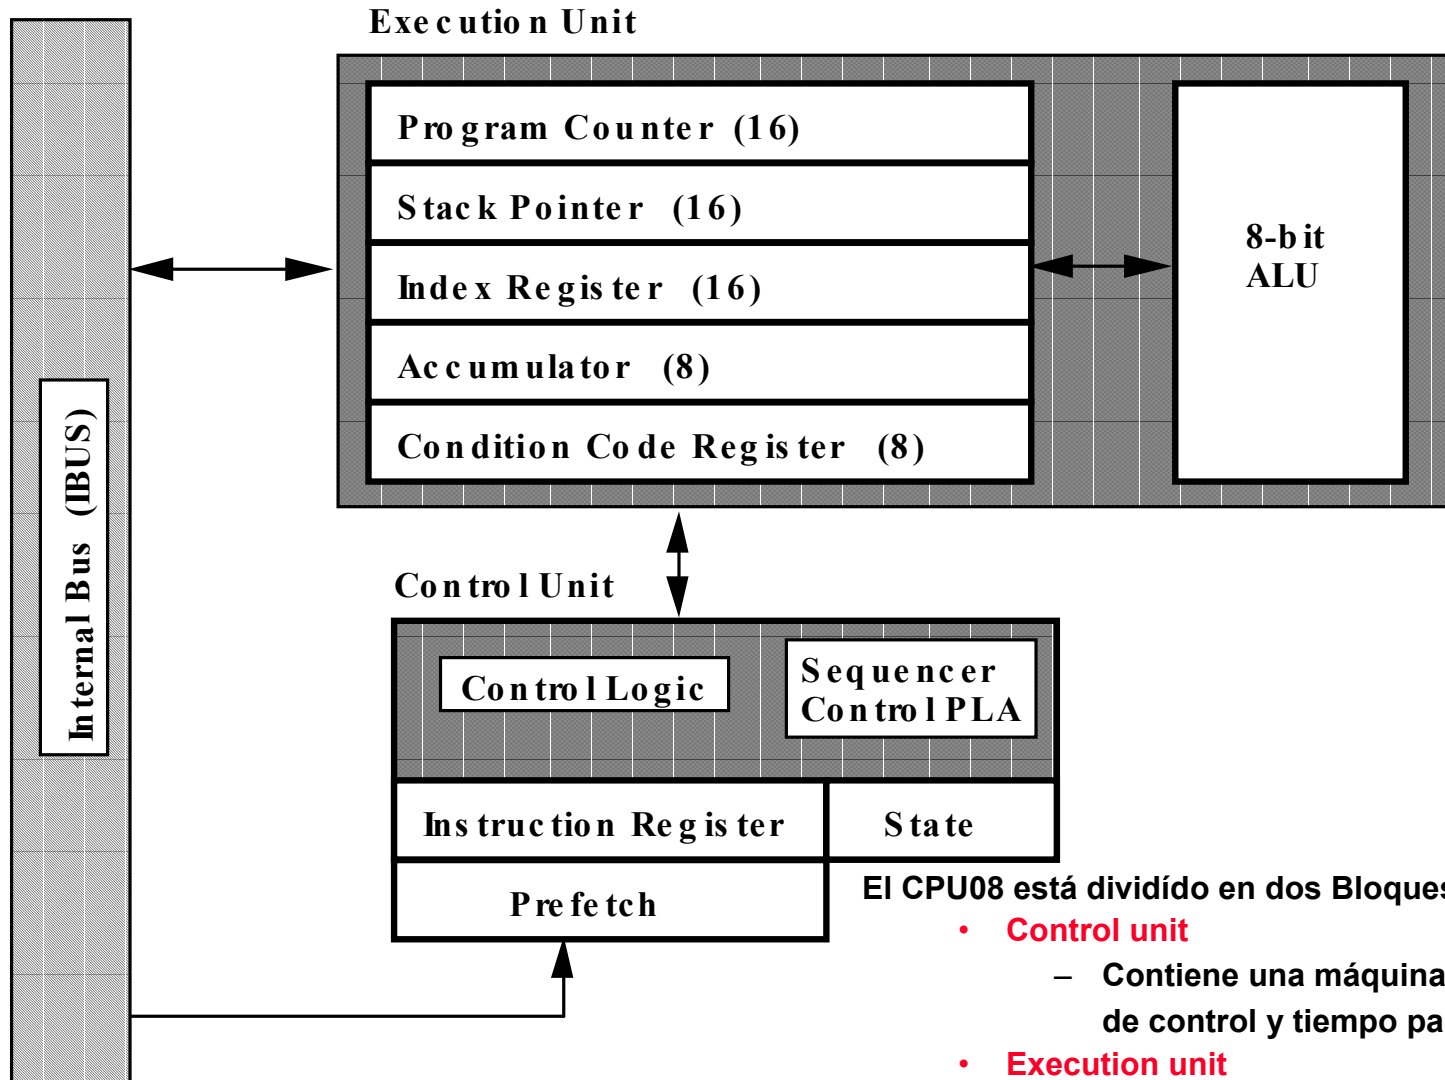 Execution Unit
Program Counter (16)
Stack Pointer (16)
Index Register (16)
Accumulator (8)
Condition Code Register (8)
8-bit
ALU
Internal Bus (IBUS)
Control Unit
Control Logic
Sequencer
Control PLA
Instruction Register
State
Prefetch
El CPU08 está dividído en dos Bloques
• Control unit
– Contiene una máquina
de control y tiempo pa
• Execution unit